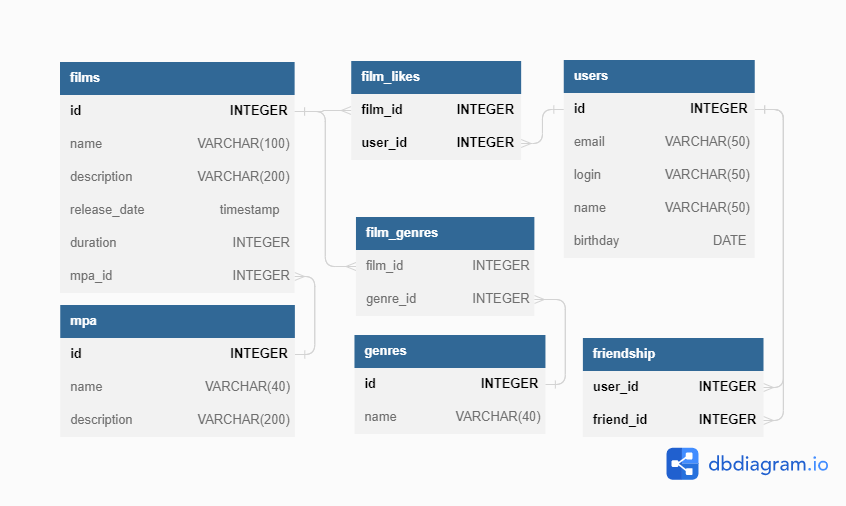 films
id INTEGER
name VARCHAR(100)
description VARCHAR(200)
release_date timestamp
duration INTEGER
mpa_id INTEGER
mpa
id INTEGER
name VARCHAR(40)
description VARCHAR(200)
film_likes
film_id INTEGER
user_id INTEGER
film_genres
film_id INTEGER
genre_id INTEGER
genres
id INTEGER
name VARCHAR(40)
users
id INTEGER
email VARCHAR(50)
login VARCHAR(50)
name VARCHAR(50)
birthday DATE
friendship
user_id INTEGER
friend_id INTEGER
dbdiagram.io